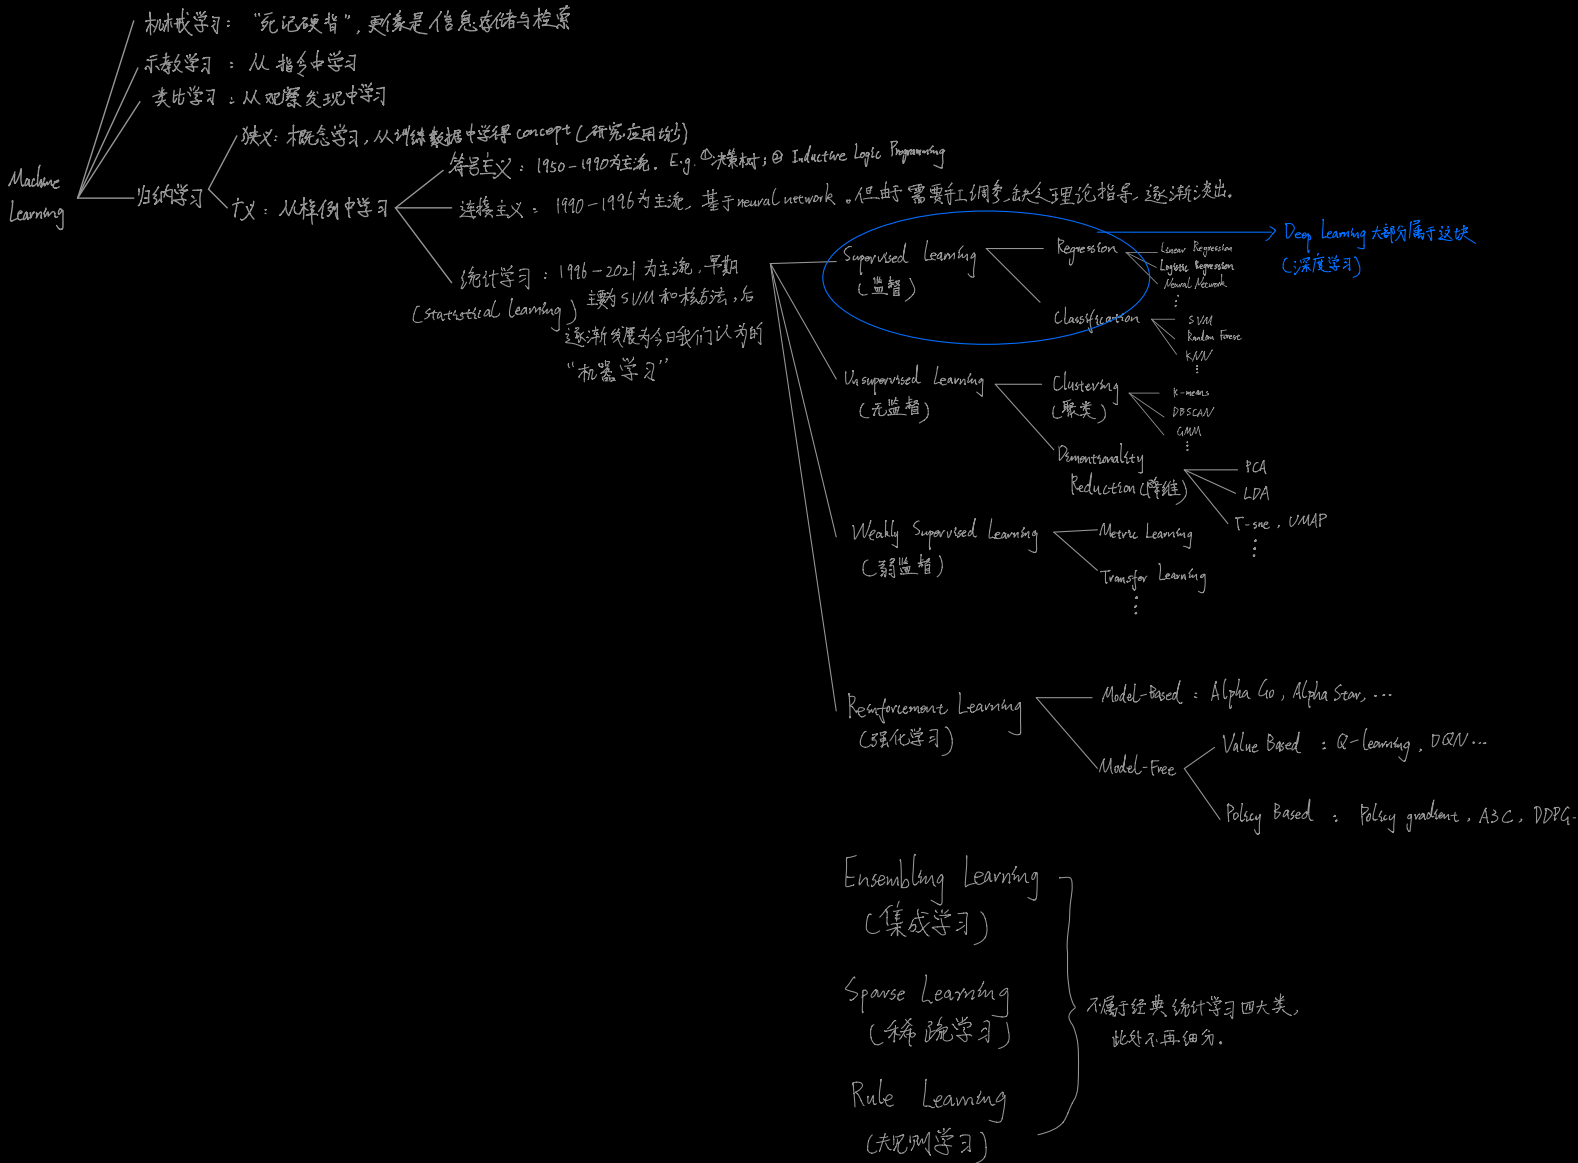 机械学习：“死记硬背”，更像是信息存储与检索
示教学习：从指令中学习
类比学习：从观察发现中学习
狭义：概念学习，从训练数据中学得concept（研究应用均少）
Machine
Learning
归纳学习
广义：从样例中学习
符号主义：1950-1990为主流. E.g. ①决策树；② Inductive Logic Programming
连接主义：1990-1996为主流，基于neural network。但由于需要手工调参，缺乏理论指导，逐渐淡出.
统计学习：1996-2021为主流，早期
(statistical learning) 主要为SVM和核方法，后
逐渐发展为今日我们认为的
“机器学习”
Supervised Learning
(监督)
Regression
Linear Regression
Logistic Regression
Neural Network
⋮
Classification
SVM
Random Forest
KNN
⋮
Deep Learning大部分属于这块
(深度学习)
Unsupervised Learning
(无监督)
Clustering
(聚类)
K-means
DBSCAN
GMM
⋮
Dimentionality
Reduction(降维)
PCA
LDA
T-sne, UMAP
⋮
Weakly Supervised Learning
(弱监督)
Metric Learning
Transfer Learning
⋮
Reinforcement Learning
(强化学习)
Model-Based: Alpha Go, Alpha Star, ...
Model-Free
Value Based: Q-learning, DQN...
Policy Based: Policy gradient, A3C, DDPG-
Ensembling Learning
(集成学习)
Sparse Learning
(稀疏学习)
Rule Learning
(规则学习)
不属于经典统计学习四大类，
此处不再细分.